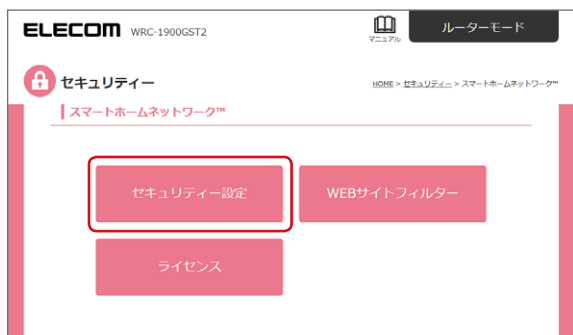 ELECOM WRC-1900GST2
マニュアル
ルーターモード
セキュリティー
HOME > セキュリティー > スマートホームネットワーク™
スマートホームネットワーク™
セキュリティー設定
WEBサイトフィルター
ライセンス